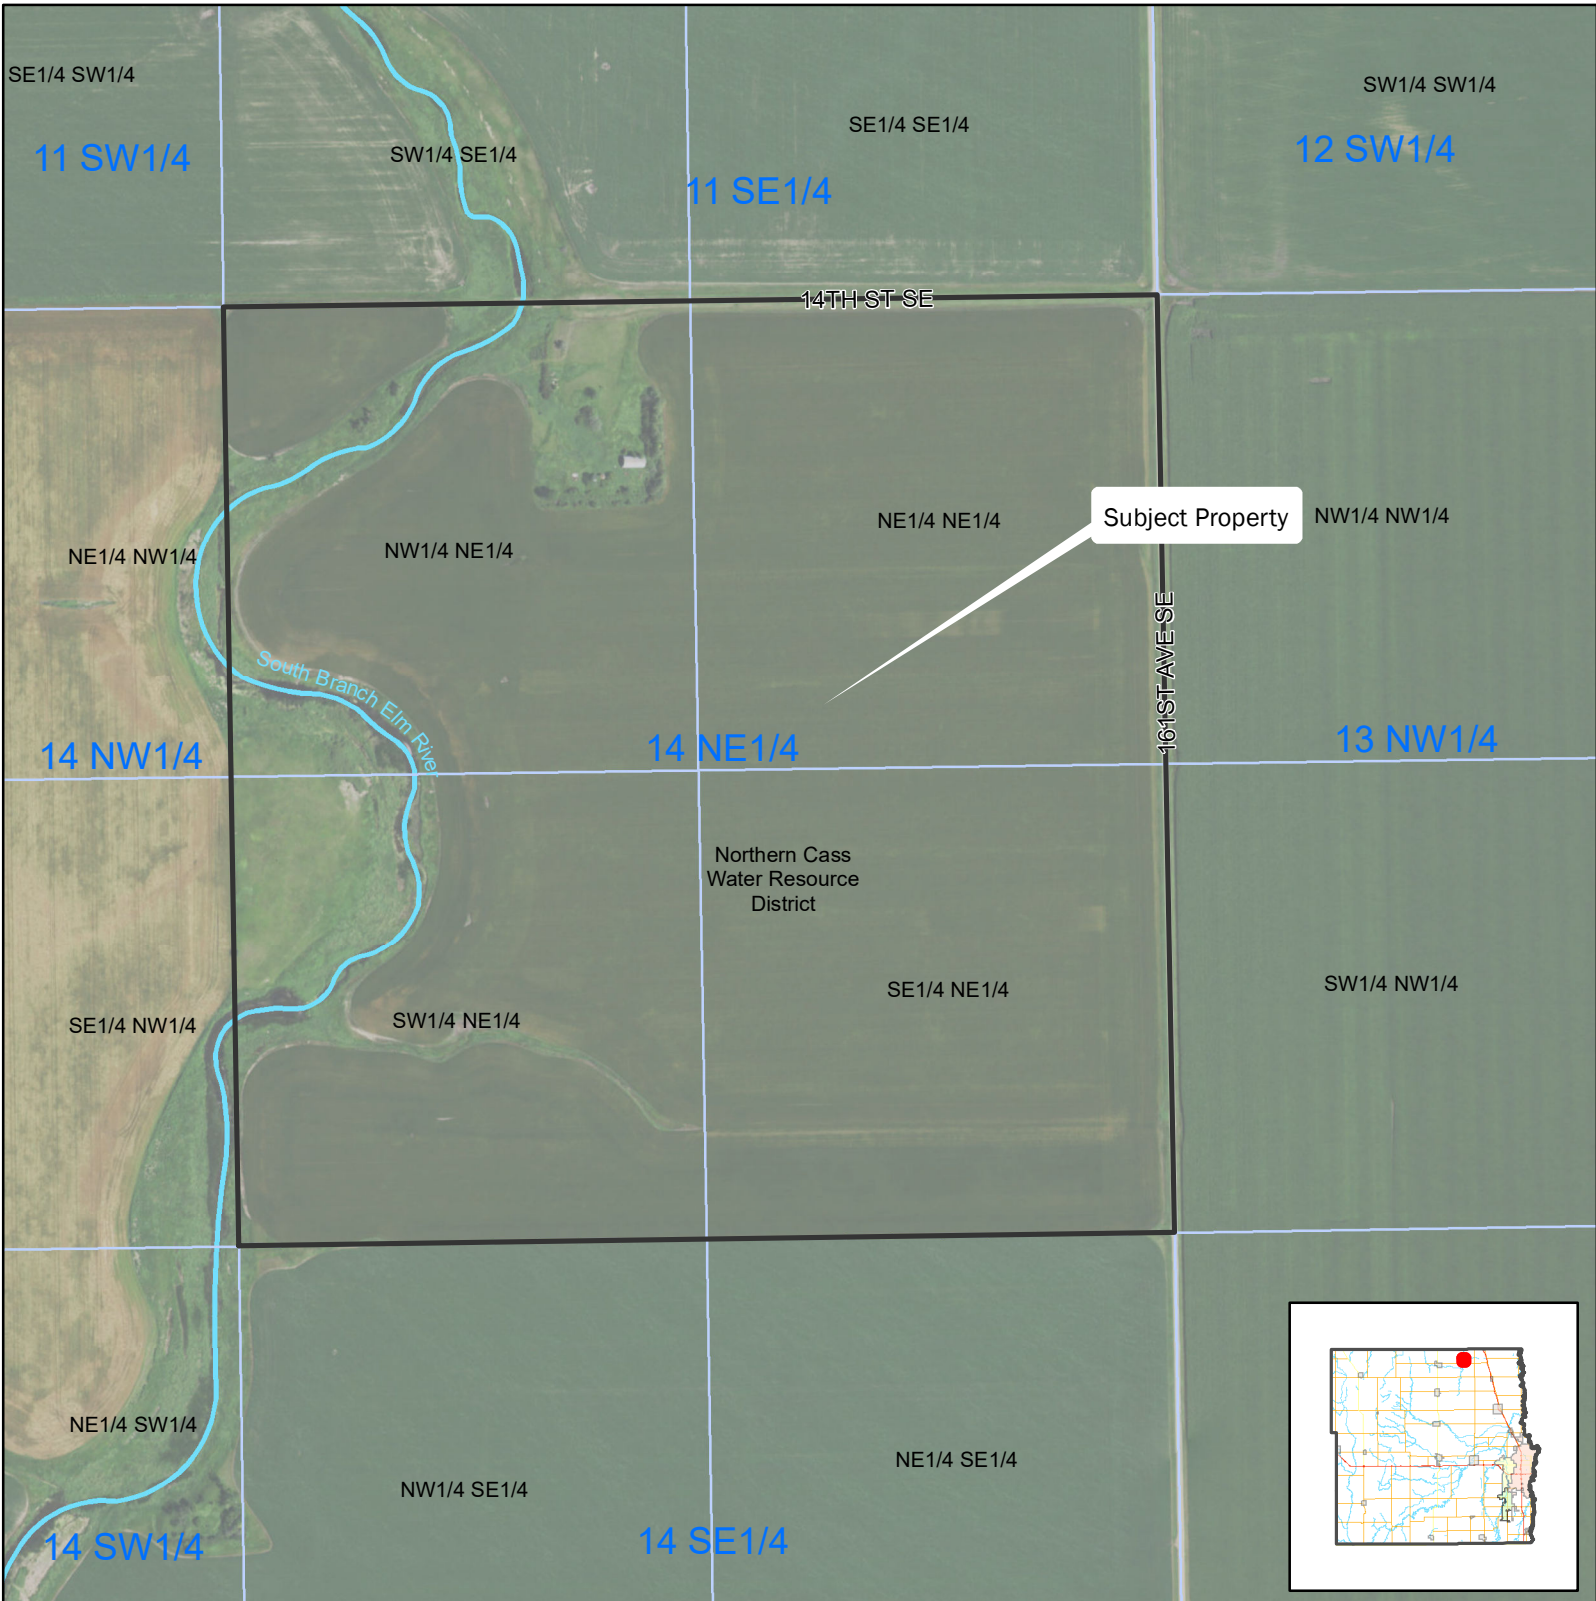 SE1/4 SW1/4
SW1/4 SW1/4
SE1/4 SE1/4
11 SW1/4
SW1/4 SE1/4
12 SW1/4
11 SE1/4
14TH ST SE
Subject Property
NW1/4 NW1/4
NE1/4 NE1/4
NE1/4 NW1/4
NW1/4 NE1/4
161ST AVE SE
South Branch Elm River
14 NW1/4
14 NE1/4
13 NW1/4
Northern Cass
Water Resource
District
SE1/4 NE1/4
SW1/4 NW1/4
SE1/4 NW1/4
SW1/4 NE1/4
NE1/4 SW1/4
NE1/4 SE1/4
NW1/4 SE1/4
14 SW1/4
14 SE1/4